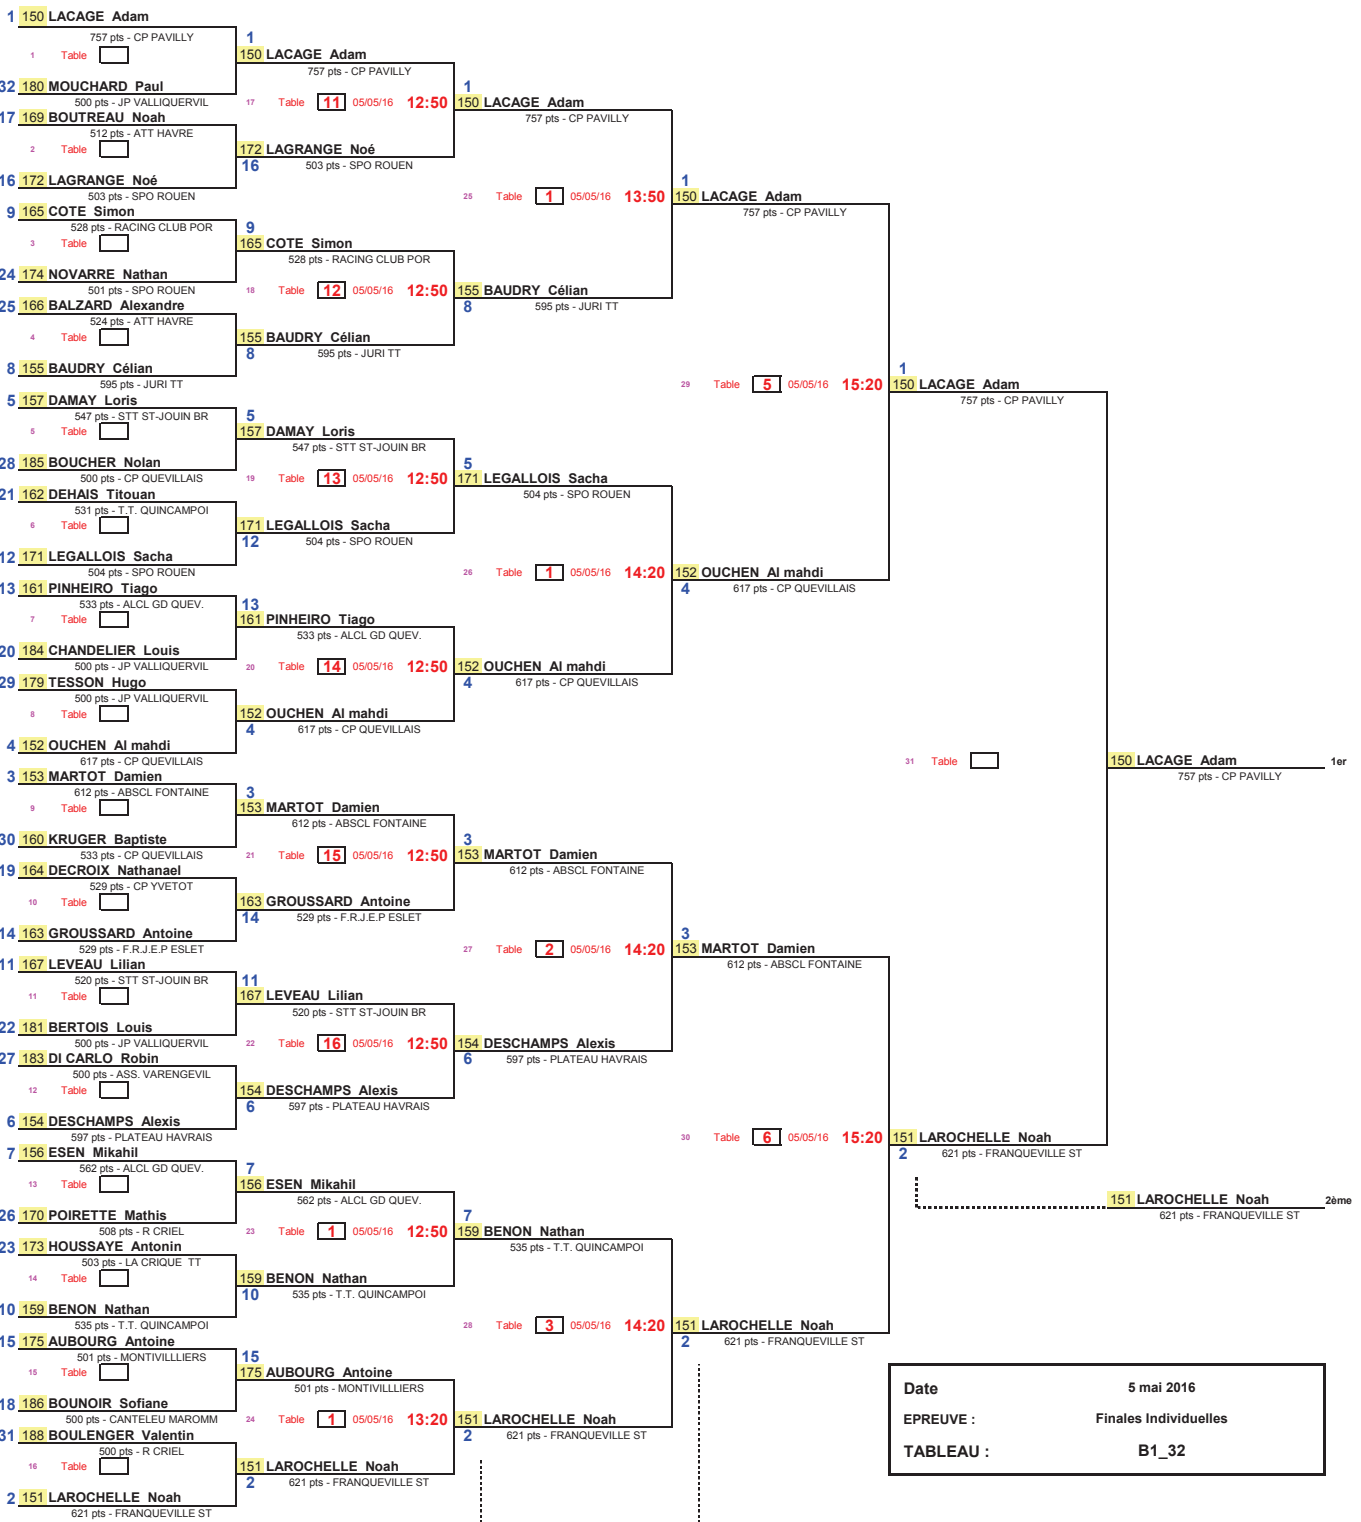 1 150 LACAGE Adam
757 pts - CP PAVILLY
1 Table
32 180 MOUCHARD Paul
500 pts - JP VALLIQUERVIL
17 169 BOUTREAU Noah
512 pts - ATT HAVRE
2 Table
16 172 LAGRANGE Noé
503 pts - SPO ROUEN
9 165 COTE Simon
528 pts - RACING CLUB POR
3 Table
24 174 NOVARRE Nathan
501 pts - SPO ROUEN
25 166 BALZARD Alexandre
524 pts - ATT HAVRE
4 Table
8 155 BAUDRY Célian
595 pts - JURI TT
5 157 DAMAY Loris
547 pts - STT ST-JOUIN BR
5 Table
28 185 BOUCHER Nolan
500 pts - CP QUEVILLAIS
21 162 DEHAIS Titouan
531 pts - T.T. QUINCAMPOI
6 Table
12 171 LEGALLOIS Sacha
504 pts - SPO ROUEN
13 161 PINHEIRO Tiago
533 pts - ALCL GD QUEV.
7 Table
20 184 CHANDELIER Louis
500 pts - JP VALLIQUERVIL
29 179 TESSON Hugo
500 pts - JP VALLIQUERVIL
8 Table
4 152 OUCHEN Al mahdi
617 pts - CP QUEVILLAIS
3 153 MARTOT Damien
612 pts - ABSCL FONTAINE
9 Table
30 160 KRUGER Baptiste
533 pts - CP QUEVILLAIS
19 164 DECROIX Nathanael
529 pts - CP YVETOT
10 Table
14 163 GROUSSARD Antoine
529 pts - F.R.J.E.P ESLET
11 167 LEVEAU Lilian
520 pts - STT ST-JOUIN BR
11 Table
22 181 BERTOIS Louis
500 pts - JP VALLIQUERVIL
27 183 DI CARLO Robin
500 pts - ASS. VARENGEVIL
12 Table
6 154 DESCHAMPS Alexis
597 pts - PLATEAU HAVRAIS
7 156 ESEN Mikahil
562 pts - ALCL GD QUEV.
13 Table
26 170 POIRETTE Mathis
508 pts - R CRIEL
23 173 HOUSSAYE Antonin
503 pts - LA CRIQUE TT
14 Table
10 159 BENON Nathan
535 pts - T.T. QUINCAMPOI
15 175 AUBOURG Antoine
501 pts - MONTIVILLLIERS
15 Table
18 186 BOUNOIR Sofiane
500 pts - CANTELEU MAROMM
31 188 BOULENGER Valentin
500 pts - R CRIEL
16 Table
2 151 LAROCHELLE Noah
621 pts - FRANQUEVILLE ST
1
150 LACAGE Adam
757 pts - CP PAVILLY
17 Table 11 05/05/16 12:50
172 LAGRANGE Noé
16 503 pts - SPO ROUEN
9
165 COTE Simon
528 pts - RACING CLUB POR
18 Table 12 05/05/16 12:50
155 BAUDRY Célian
8 595 pts - JURI TT
5
157 DAMAY Loris
547 pts - STT ST-JOUIN BR
19 Table 13 05/05/16 12:50
171 LEGALLOIS Sacha
12 504 pts - SPO ROUEN
13
161 PINHEIRO Tiago
533 pts - ALCL GD QUEV.
20 Table 14 05/05/16 12:50
152 OUCHEN Al mahdi
4 617 pts - CP QUEVILLAIS
3
153 MARTOT Damien
612 pts - ABSCL FONTAINE
21 Table 15 05/05/16 12:50
163 GROUSSARD Antoine
14 529 pts - F.R.J.E.P ESLET
11
167 LEVEAU Lilian
520 pts - STT ST-JOUIN BR
22 Table 16 05/05/16 12:50
154 DESCHAMPS Alexis
6 597 pts - PLATEAU HAVRAIS
7
156 ESEN Mikahil
562 pts - ALCL GD QUEV.
23 Table 1 05/05/16 12:50
159 BENON Nathan
10 535 pts - T.T. QUINCAMPOI
15
175 AUBOURG Antoine
501 pts - MONTIVILLLIERS
24 Table 1 05/05/16 13:20
151 LAROCHELLE Noah
2 621 pts - FRANQUEVILLE ST
1
150 LACAGE Adam
757 pts - CP PAVILLY
25 Table 1 05/05/16 13:50
155 BAUDRY Célian
8 595 pts - JURI TT
5
171 LEGALLOIS Sacha
504 pts - SPO ROUEN
26 Table 1 05/05/16 14:20
152 OUCHEN Al mahdi
4 617 pts - CP QUEVILLAIS
3
153 MARTOT Damien
612 pts - ABSCL FONTAINE
27 Table 2 05/05/16 14:20
154 DESCHAMPS Alexis
6 597 pts - PLATEAU HAVRAIS
7
159 BENON Nathan
535 pts - T.T. QUINCAMPOI
28 Table 3 05/05/16 14:20
151 LAROCHELLE Noah
2 621 pts - FRANQUEVILLE ST
1
150 LACAGE Adam
757 pts - CP PAVILLY
29 Table 5 05/05/16 15:20
152 OUCHEN Al mahdi
4 617 pts - CP QUEVILLAIS
3
153 MARTOT Damien
612 pts - ABSCL FONTAINE
30 Table 6 05/05/16 15:20
151 LAROCHELLE Noah
2 621 pts - FRANQUEVILLE ST
1
150 LACAGE Adam
757 pts - CP PAVILLY
31 Table
151 LAROCHELLE Noah
2 621 pts - FRANQUEVILLE ST
150 LACAGE Adam 1er
757 pts - CP PAVILLY
151 LAROCHELLE Noah 2ème
621 pts - FRANQUEVILLE ST
Date 5 mai 2016
EPREUVE : Finales Individuelles
TABLEAU : B1_32